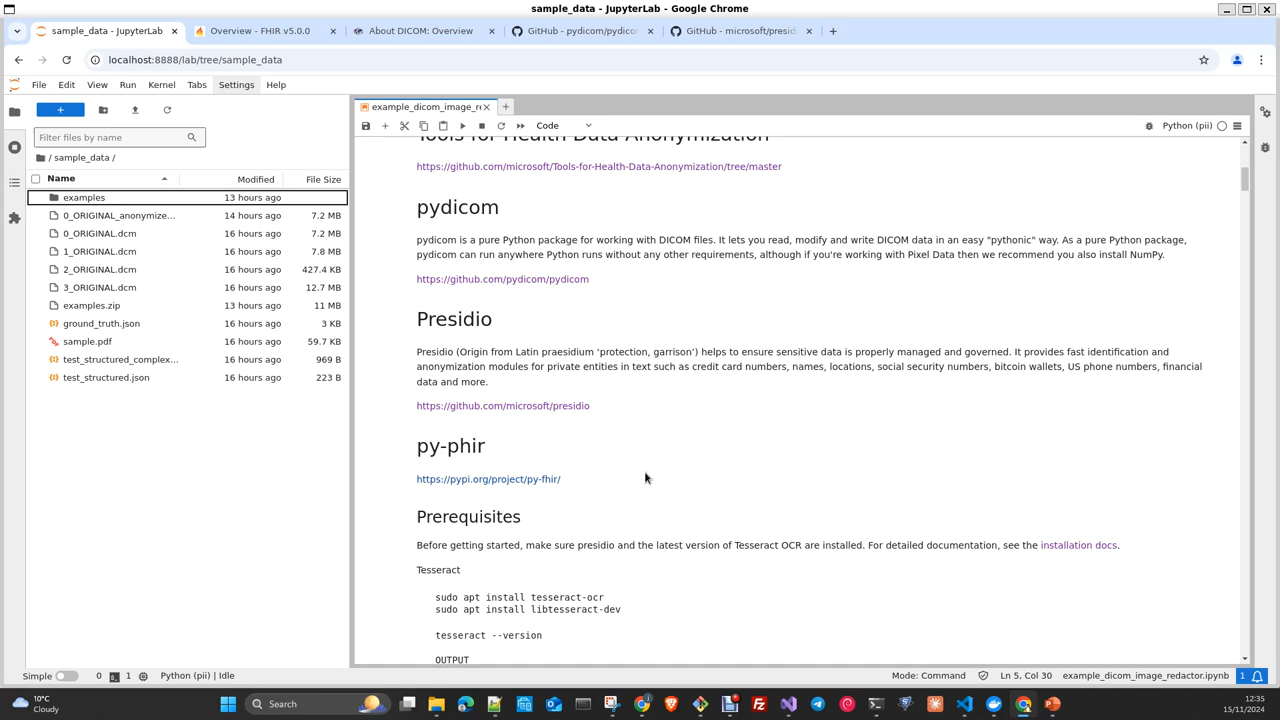 sample_data - JupyterLab - Google Chrome
sample_data - JupyterLab
Overview - FHIR v5.0.0
About DICOM: Overview
GitHub - pydicom/pydico
GitHub - microsoft/presid
localhost:8888/lab/tree/sample_data
File Edit View Run Kernel Tabs Settings Help
example_dicom_image_re
Filter files by name
Code
Python (pii)
/ sample_data /
Name Modified File Size
examples 13 hours ago
0_ORIGINAL_anonymize... 14 hours ago 7.2 MB
0_ORIGINAL.dcm 16 hours ago 7.2 MB
1_ORIGINAL.dcm 16 hours ago 7.8 MB
2_ORIGINAL.dcm 16 hours ago 427.4 KB
3_ORIGINAL.dcm 16 hours ago 12.7 MB
examples.zip 13 hours ago 11 MB
ground_truth.json 16 hours ago 3 KB
sample.pdf 16 hours ago 59.7 KB
test_structured_complex... 16 hours ago 969 B
test_structured.json 16 hours ago 223 B
Tools for Health Data Anonymization
https://github.com/microsoft/Tools-for-Health-Data-Anonymization/tree/master
pydicom
pydicom is a pure Python package for working with DICOM files. It lets you read, modify and write DICOM data in an easy "pythonic" way. As a pure Python package,
pydicom can run anywhere Python runs without any other requirements, although if you're working with Pixel Data then we recommend you also install NumPy.
https://github.com/pydicom/pydicom
Presidio
Presidio (Origin from Latin praesidium ‘protection, garrison’) helps to ensure sensitive data is properly managed and governed. It provides fast identification and
anonymization modules for private entities in text such as credit card numbers, names, locations, social security numbers, bitcoin wallets, US phone numbers, financial
data and more.
https://github.com/microsoft/presidio
py-phir
https://pypi.org/project/py-fhir/
Prerequisites
Before getting started, make sure presidio and the latest version of Tesseract OCR are installed. For detailed documentation, see the installation docs.
Tesseract
sudo apt install tesseract-ocr
sudo apt install libtesseract-dev
tesseract --version
OUTPUT
Simple 0 1 Python (pii) | Idle
Mode: Command Ln 5, Col 30 example_dicom_image_redactor.ipynb 1
10°C
Cloudy
Search
12:35
15/11/2024